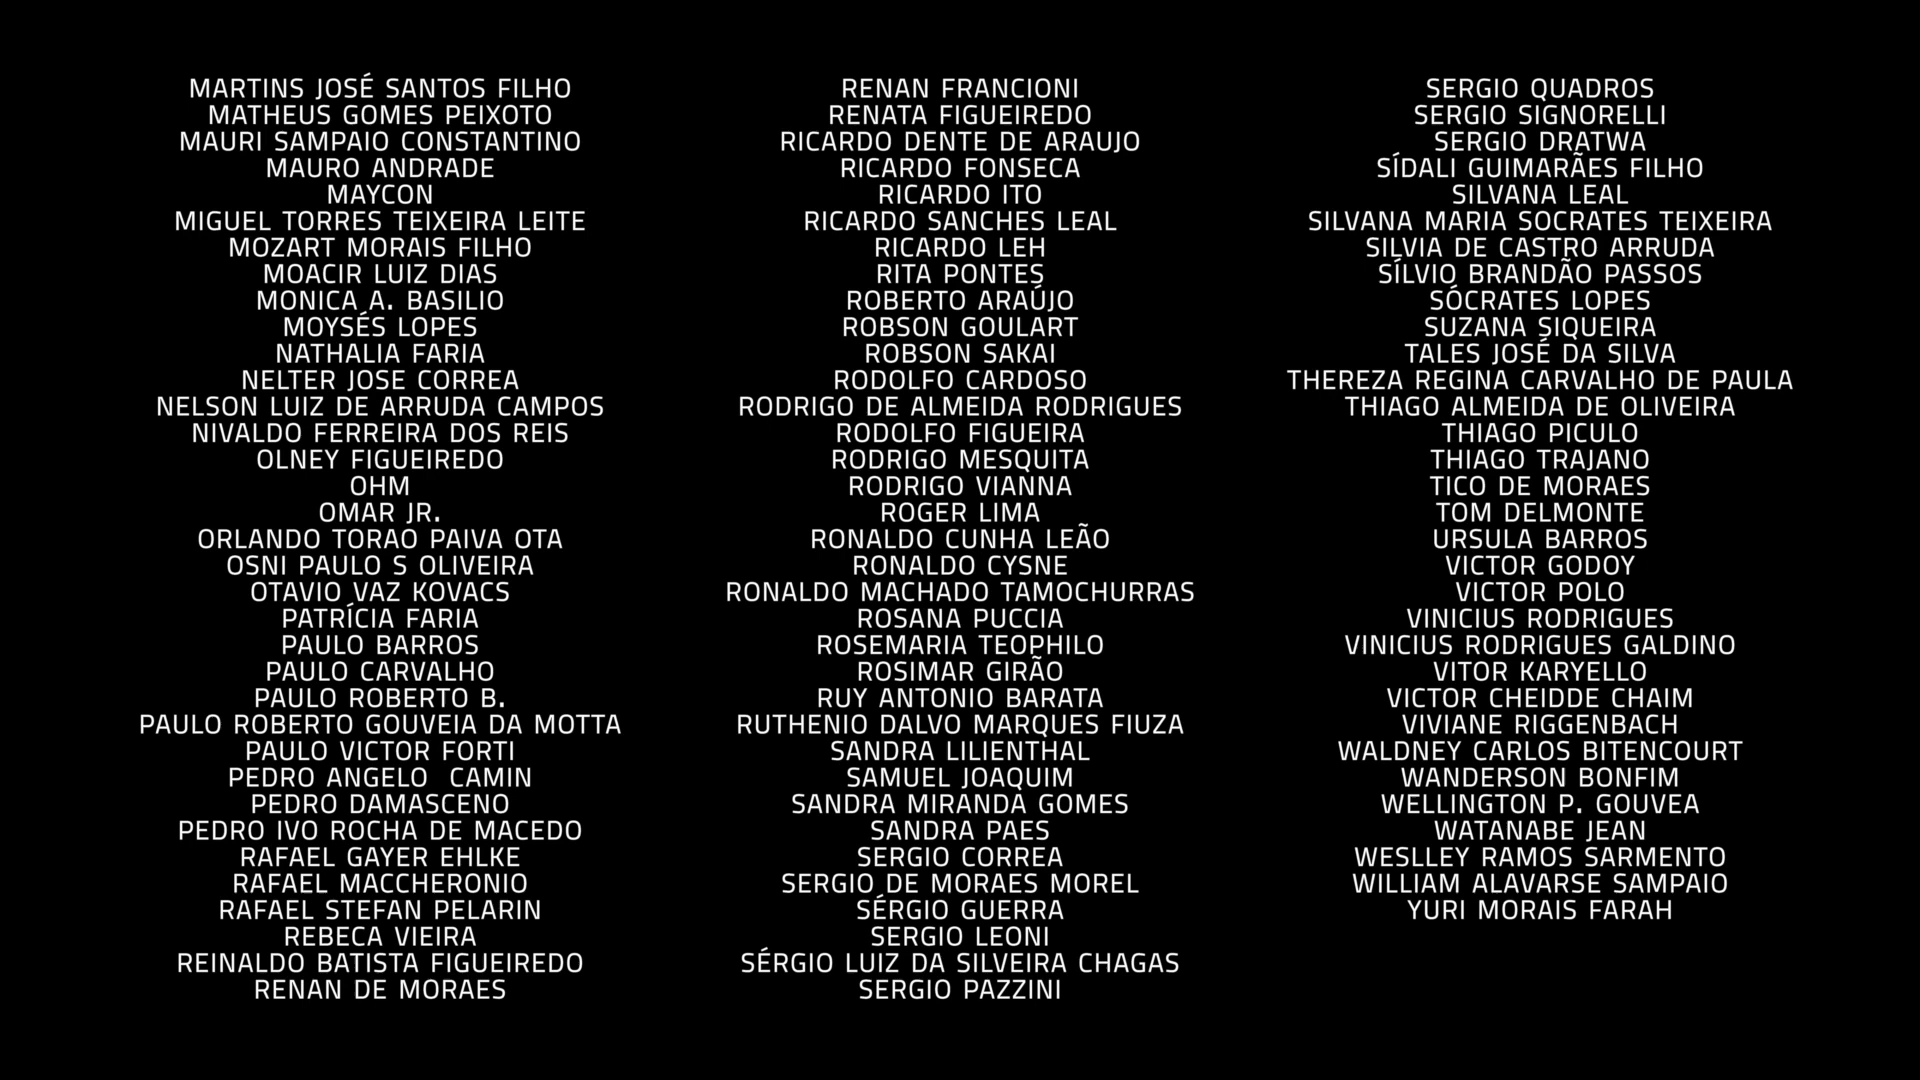 MARTINS JOSÉ SANTOS FILHO
MATHEUS GOMES PEIXOTO
MAURI SAMPAIO CONSTANTINO
MAURO ANDRADE
MAYCON
MIGUEL TORRES TEIXEIRA LEITE
MOZART MORAIS FILHO
MOACIR LUIZ DIAS
MONICA A. BASILIO
MOYSÉS LOPES
NATHALIA FARIA
NELTER JOSE CORREA
NELSON LUIZ DE ARRUDA CAMPOS
NIVALDO FERREIRA DOS REIS
OLNEY FIGUEIREDO
OHM
OMAR JR.
ORLANDO TORAO PAIVA OTA
OSNI PAULO S OLIVEIRA
OTAVIO VAZ KOVACS
PATRÍCIA FARIA
PAULO BARROS
PAULO CARVALHO
PAULO ROBERTO B.
PAULO ROBERTO GOUVEIA DA MOTTA
PAULO VICTOR FORTI
PEDRO ANGELO  CAMIN
PEDRO DAMASCENO
PEDRO IVO ROCHA DE MACEDO
RAFAEL GAYER EHLKE
RAFAEL MACCHERONIO
RAFAEL STEFAN PELARIN
REBECA VIEIRA
REINALDO BATISTA FIGUEIREDO
RENAN DE MORAES
RENAN FRANCIONI
RENATA FIGUEIREDO
RICARDO DENTE DE ARAUJO
RICARDO FONSECA
RICARDO ITO
RICARDO SANCHES LEAL
RICARDO LEH
RITA PONTES
ROBERTO ARAÚJO
ROBSON GOULART
ROBSON SAKAI
RODOLFO CARDOSO
RODRIGO DE ALMEIDA RODRIGUES
RODOLFO FIGUEIRA
RODRIGO MESQUITA
RODRIGO VIANNA
ROGER LIMA
RONALDO CUNHA LEÃO
RONALDO CYSNE
RONALDO MACHADO TAMOCHURRAS
ROSANA PUCCIA
ROSEMARIA TEOPHILO
ROSIMAR GIRÃO
RUY ANTONIO BARATA
RUTHENIO DALVO MARQUES FIUZA
SANDRA LILIENTHAL
SAMUEL JOAQUIM
SANDRA MIRANDA GOMES
SANDRA PAES
SERGIO CORREA
SERGIO DE MORAES MOREL
SÉRGIO GUERRA
SERGIO LEONI
SÉRGIO LUIZ DA SILVEIRA CHAGAS
SERGIO PAZZINI
SERGIO QUADROS
SERGIO SIGNORELLI
SERGIO DRATWA
SÍDALI GUIMARÃES FILHO
SILVANA LEAL
SILVANA MARIA SOCRATES TEIXEIRA
SILVIA DE CASTRO ARRUDA
SÍLVIO BRANDÃO PASSOS
SÓCRATES LOPES
SUZANA SIQUEIRA
TALES JOSÉ DA SILVA
THEREZA REGINA CARVALHO DE PAULA
THIAGO ALMEIDA DE OLIVEIRA
THIAGO PICULO
THIAGO TRAJANO
TICO DE MORAES
TOM DELMONTE
URSULA BARROS
VICTOR GODOY
VICTOR POLO
VINICIUS RODRIGUES
VINICIUS RODRIGUES GALDINO
VITOR KARYELLO
VICTOR CHEIDDE CHAIM
VIVIANE RIGGENBACH
WALDNEY CARLOS BITENCOURT
WANDERSON BONFIM
WELLINGTON P. GOUVEA
WATANABE JEAN
WESLLEY RAMOS SARMENTO
WILLIAM ALAVARSE SAMPAIO
YURI MORAIS FARAH